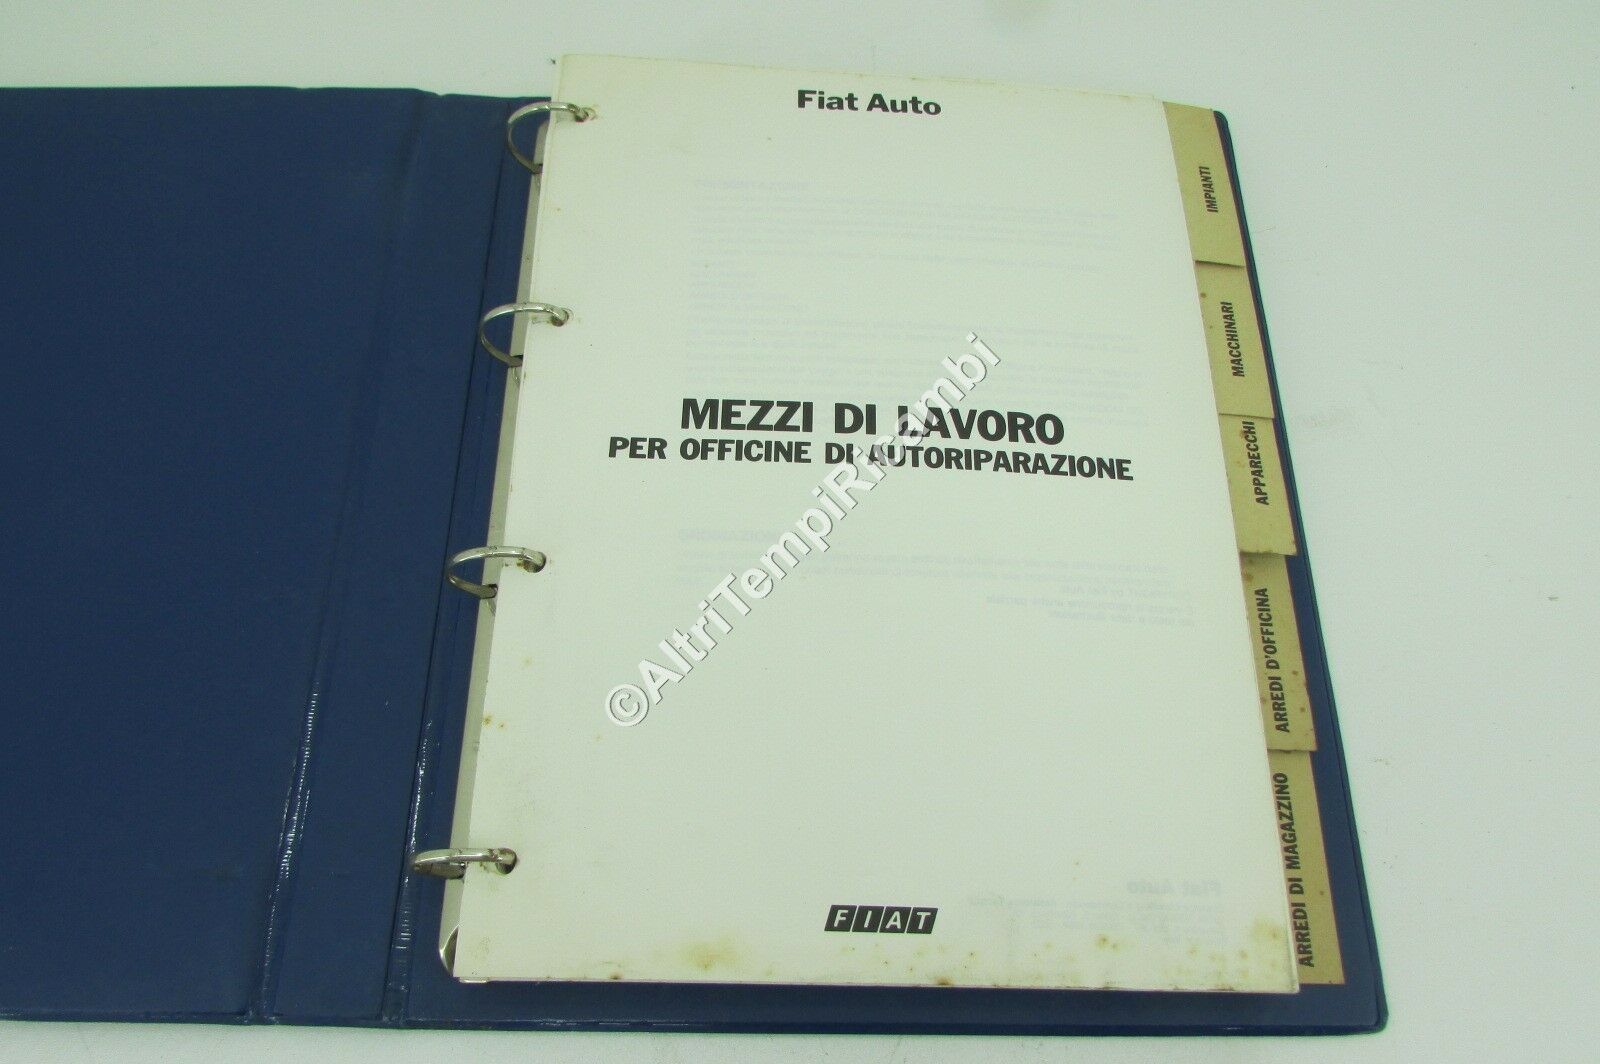 Fiat Auto
MEZZI DI LAVORO
PER OFFICINE DI AUTORIPARAZIONE
FIAT
IMPIANTI
MACCHINARI
APPARECCHI
ARREDI D'OFFICINA
ARREDI DI MAGAZZINO
©AltriTempiRicambi